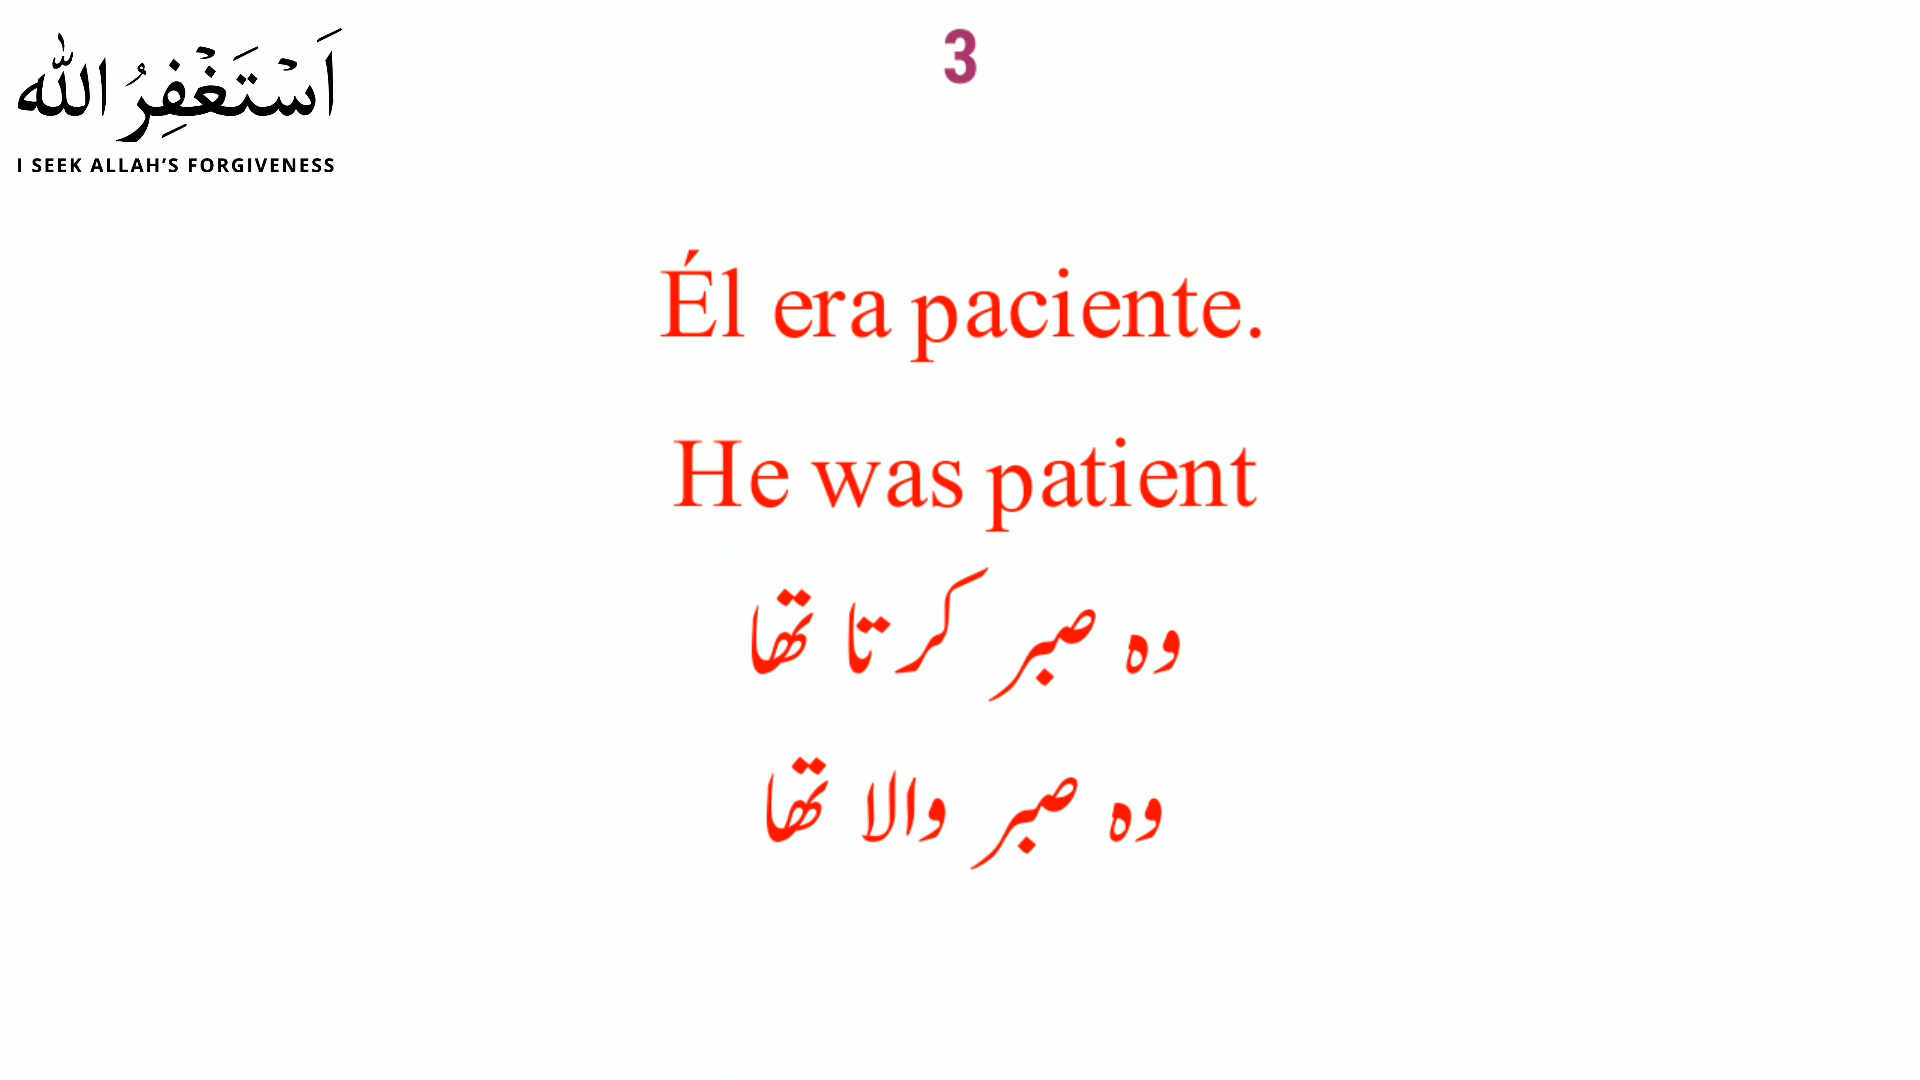 اَسْتَغْفِرُ اللّٰه
I SEEK ALLAH’S FORGIVENESS
3
Él era paciente.
He was patient
وہ صبر کرتا تھا
وہ صبر والا تھا